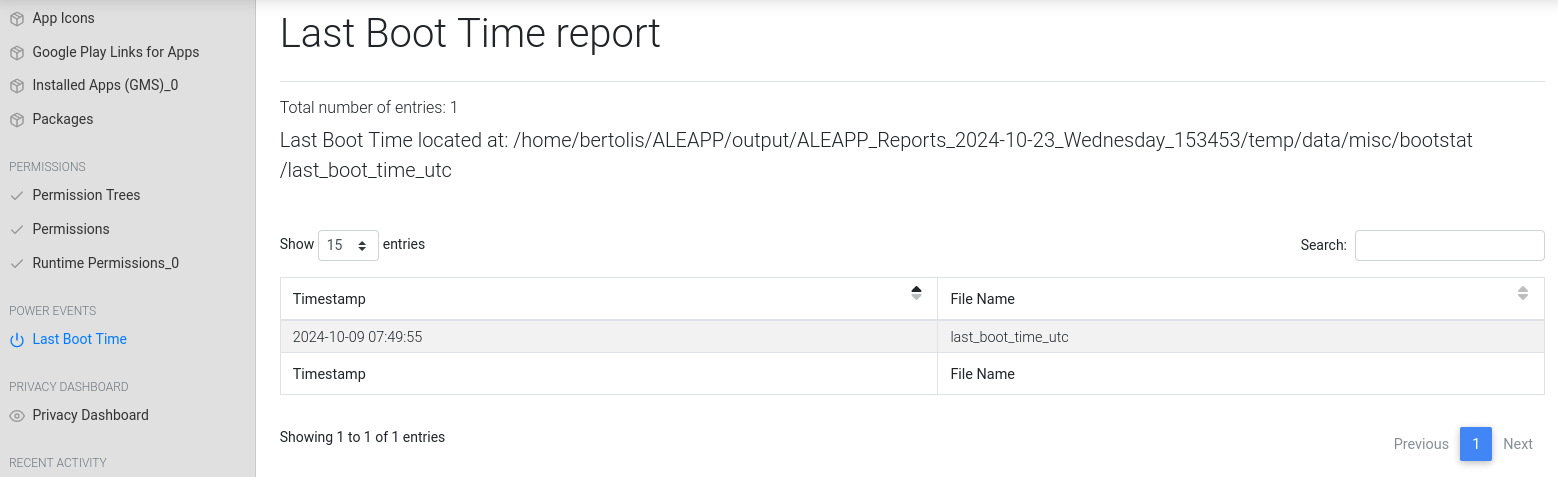 App Icons
Google Play Links for Apps
Installed Apps (GMS)_0
Packages
PERMISSIONS
Permission Trees
Permissions
Runtime Permissions_0
POWER EVENTS
Last Boot Time
PRIVACY DASHBOARD
Privacy Dashboard
RECENT ACTIVITY
Last Boot Time report
Total number of entries: 1
Last Boot Time located at: /home/bertolis/ALEAPP/output/ALEAPP_Reports_2024-10-23_Wednesday_153453/temp/data/misc/bootstat
/last_boot_time_utc
Show 15 entries Search:
Timestamp File Name
2024-10-09 07:49:55 last_boot_time_utc
Timestamp File Name
Showing 1 to 1 of 1 entries
Previous 1 Next